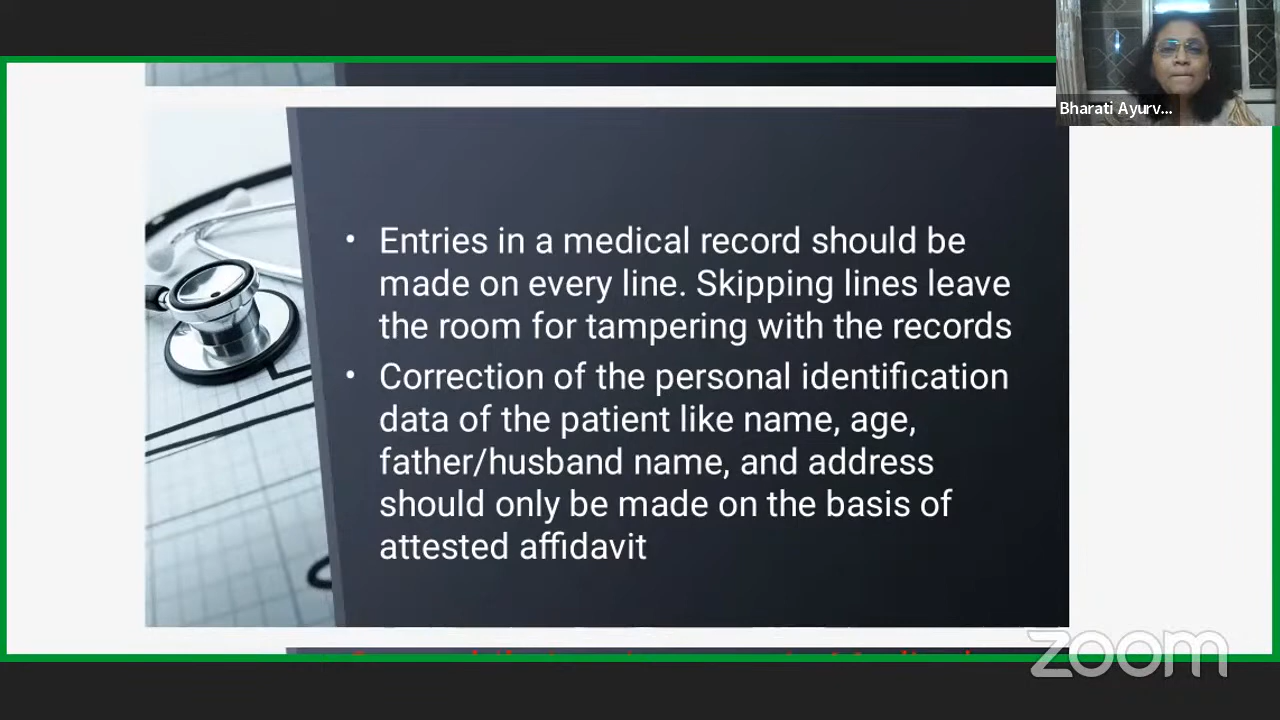 Bharati Ayurv...
• Entries in a medical record should be
made on every line. Skipping lines leave
the room for tampering with the records
• Correction of the personal identification
data of the patient like name, age,
father/husband name, and address
should only be made on the basis of
attested affidavit
zoom